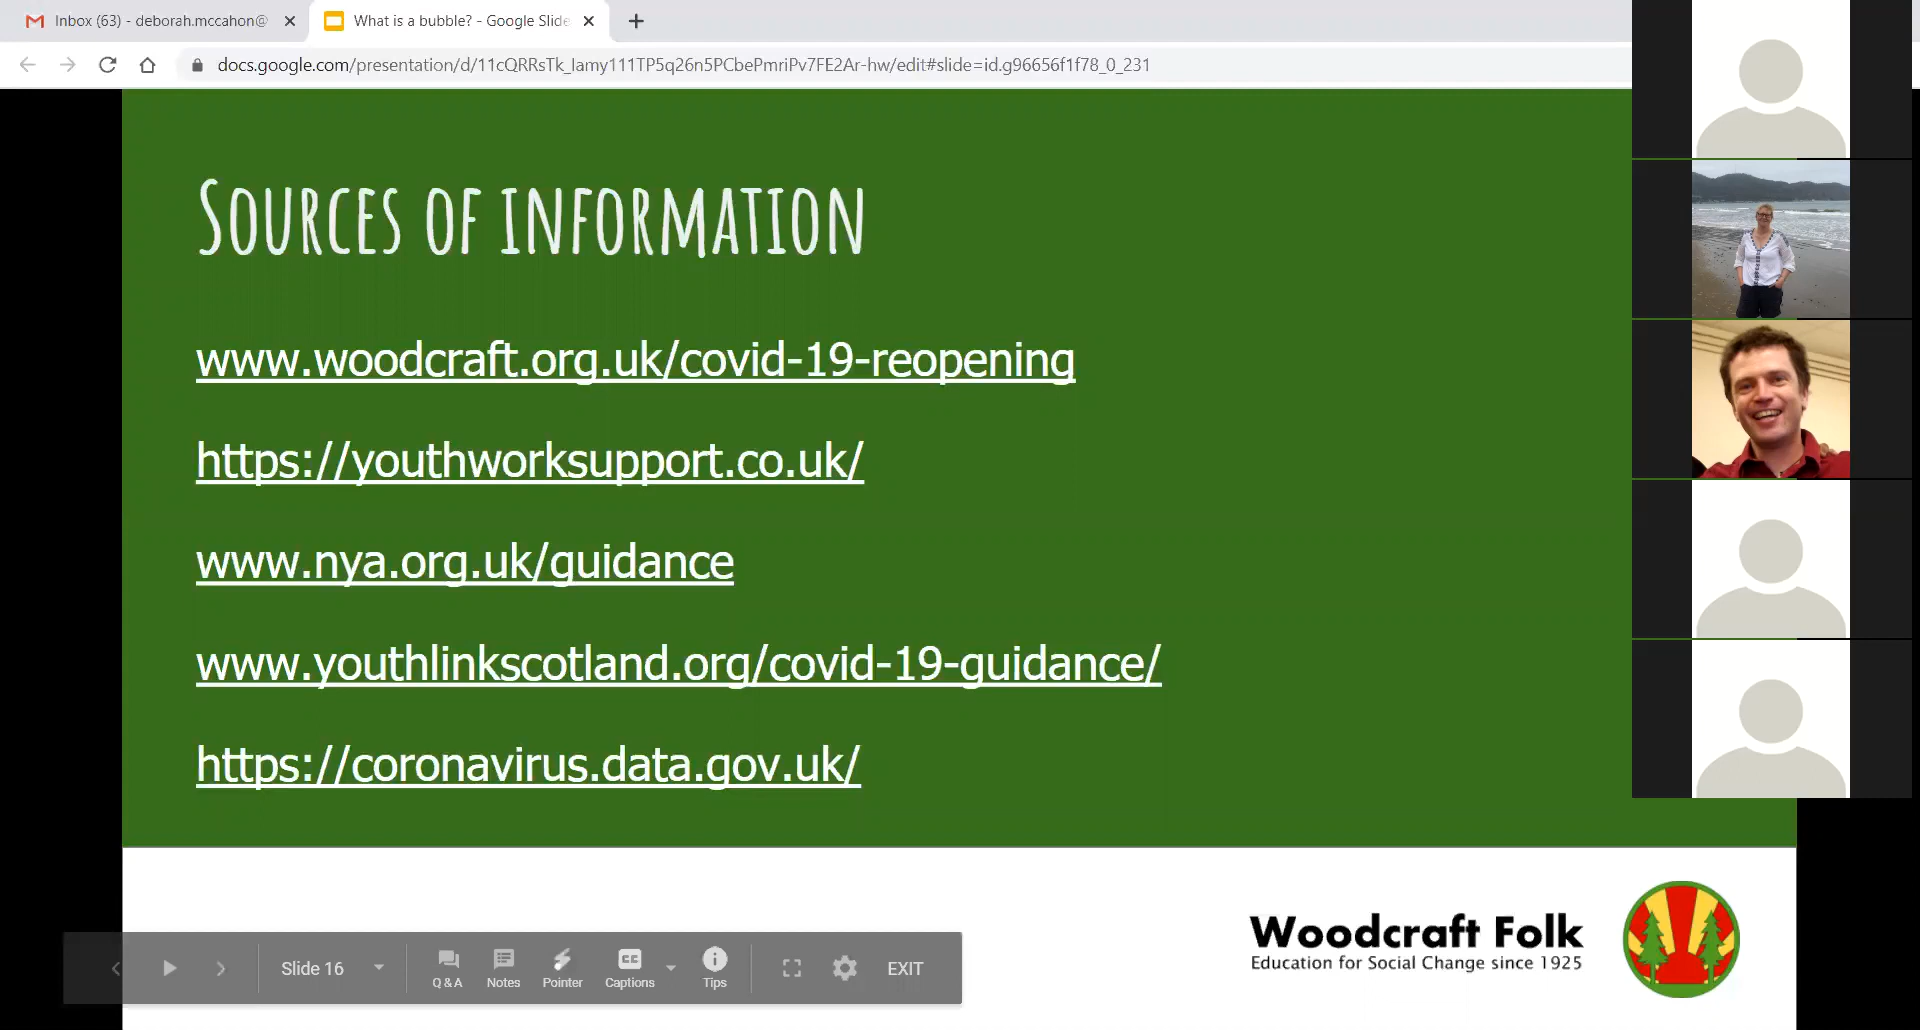 Inbox (63) - deborah.mccahon@
What is a bubble? - Google Slide
docs.google.com/presentation/d/11cQRRsTk_Iamy111TP5q26n5PCbePmriPv7FE2Ar-hw/edit#slide=id.g96656f1f78_0_231
Sources of information
www.woodcraft.org.uk/covid-19-reopening
https://youthworksupport.co.uk/
www.nya.org.uk/guidance
www.youthlinkscotland.org/covid-19-guidance/
https://coronavirus.data.gov.uk/
Woodcraft Folk
Education for Social Change since 1925
Slide 16
Q & A
Notes
Pointer
CC
Captions
Tips
EXIT